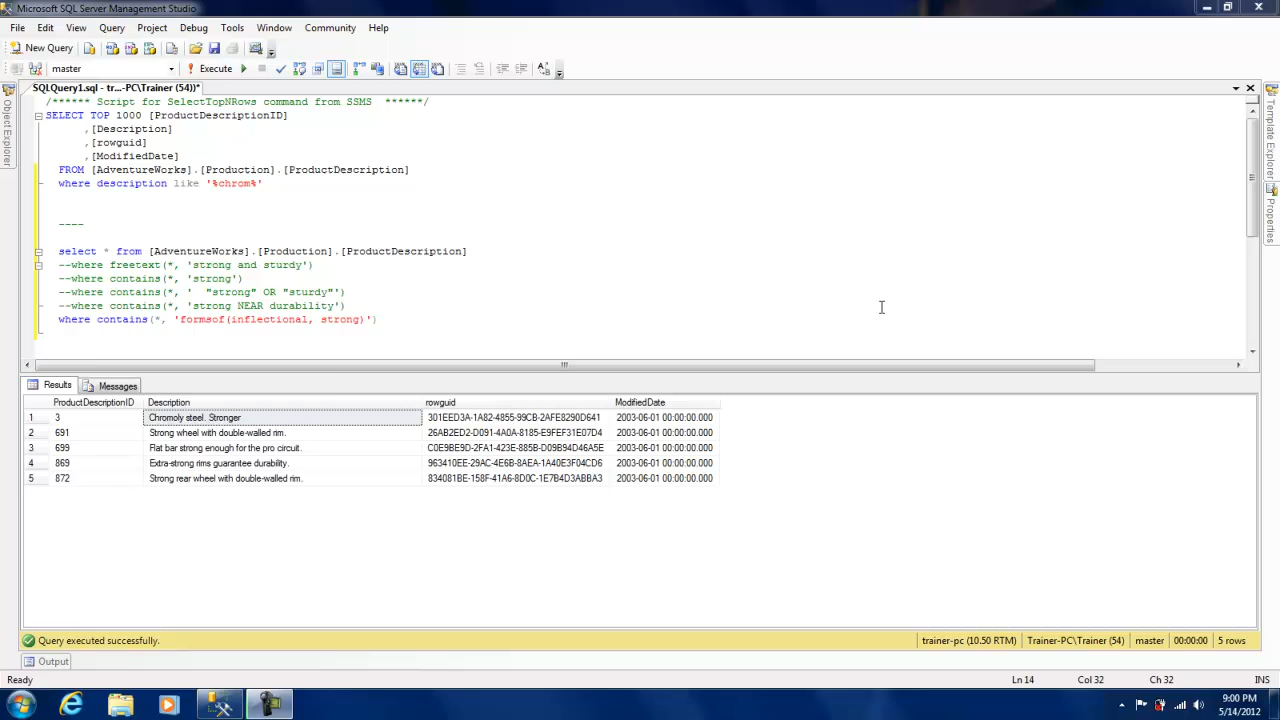 Microsoft SQL Server Management Studio
File Edit View Query Project Debug Tools Window Community Help
New Query
master Execute
SQLQuery1.sql - tr...-PC\Trainer (54))*
Object Explorer
Template Explorer
Properties
/****** Script for SelectTopNRows command from SSMS ******/
SELECT TOP 1000 [ProductDescriptionID]
,[Description]
,[rowguid]
,[ModifiedDate]
FROM [AdventureWorks].[Production].[ProductDescription]
where description like '%chrom%'
----
select * from [AdventureWorks].[Production].[ProductDescription]
--where freetext(*, 'strong and sturdy')
--where contains(*, 'strong')
--where contains(*, ' "strong" OR "sturdy"')
--where contains(*, 'strong NEAR durability')
where contains(*, 'formsof(inflectional, strong)')
Results Messages
ProductDescriptionID Description rowguid ModifiedDate
1 3 Chromoly steel. Stronger 301EED3A-1A82-4855-99CB-2AFE8290D641 2003-06-01 00:00:00.000
2 691 Strong wheel with double-walled rim. 26AB2ED2-D091-4A0A-8185-E9FEF31E07D4 2003-06-01 00:00:00.000
3 699 Flat bar strong enough for the pro circuit. C0E9BE9D-2FA1-423E-885B-D09B94D46A5E 2003-06-01 00:00:00.000
4 869 Extra-strong rims guarantee durability. 963410EE-29AC-4E6B-8AEA-1A40E3F04CD6 2003-06-01 00:00:00.000
5 872 Strong rear wheel with double-walled rim. 834081BE-158F-41A6-8D0C-1E7B4D3ABBA3 2003-06-01 00:00:00.000
Query executed successfully. trainer-pc (10.50 RTM) Trainer-PC\Trainer (54) master 00:00:00 5 rows
Output
Ready Ln 14 Col 32 Ch 32 INS
9:00 PM
5/14/2012